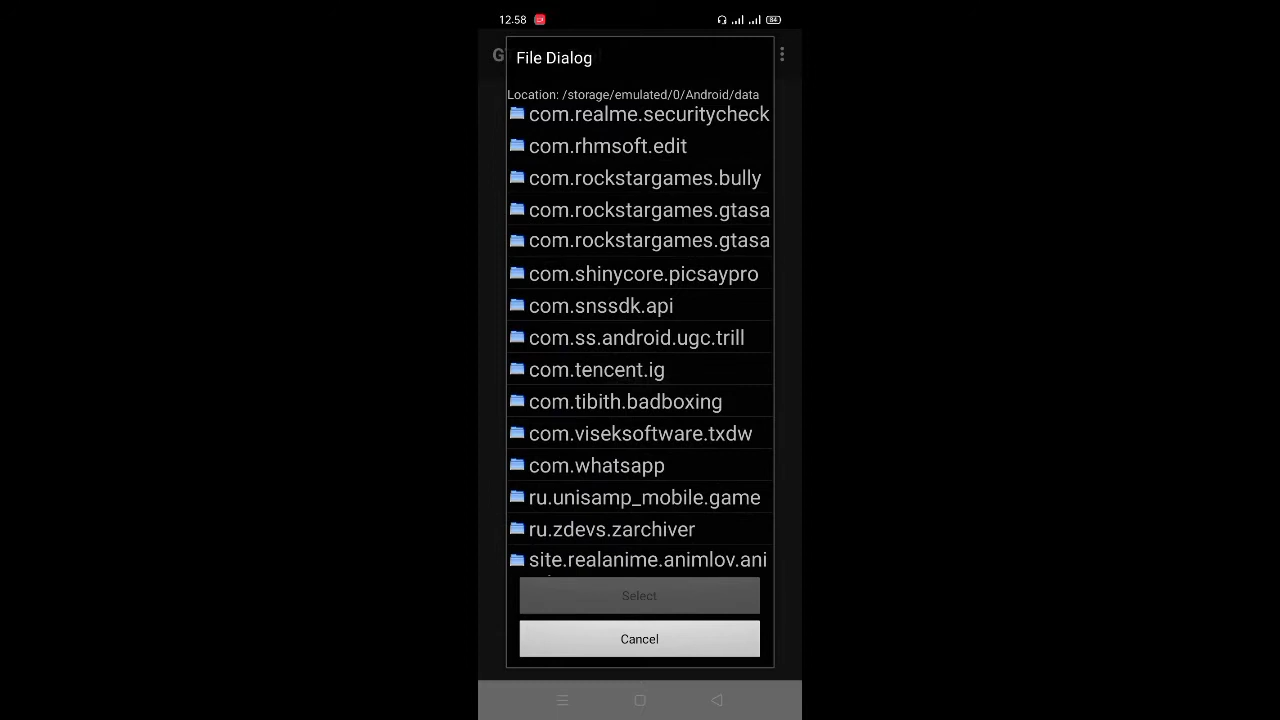 12.58
84
File Dialog
Location: /storage/emulated/0/Android/data
com.realme.securitycheck
com.rhmsoft.edit
com.rockstargames.bully
com.rockstargames.gtasa
com.rockstargames.gtasa
com.shinycore.picsaypro
com.snssdk.api
com.ss.android.ugc.trill
com.tencent.ig
com.tibith.badboxing
com.viseksoftware.txdw
com.whatsapp
ru.unisamp_mobile.game
ru.zdevs.zarchiver
site.realanime.animlov.ani
Select
Cancel